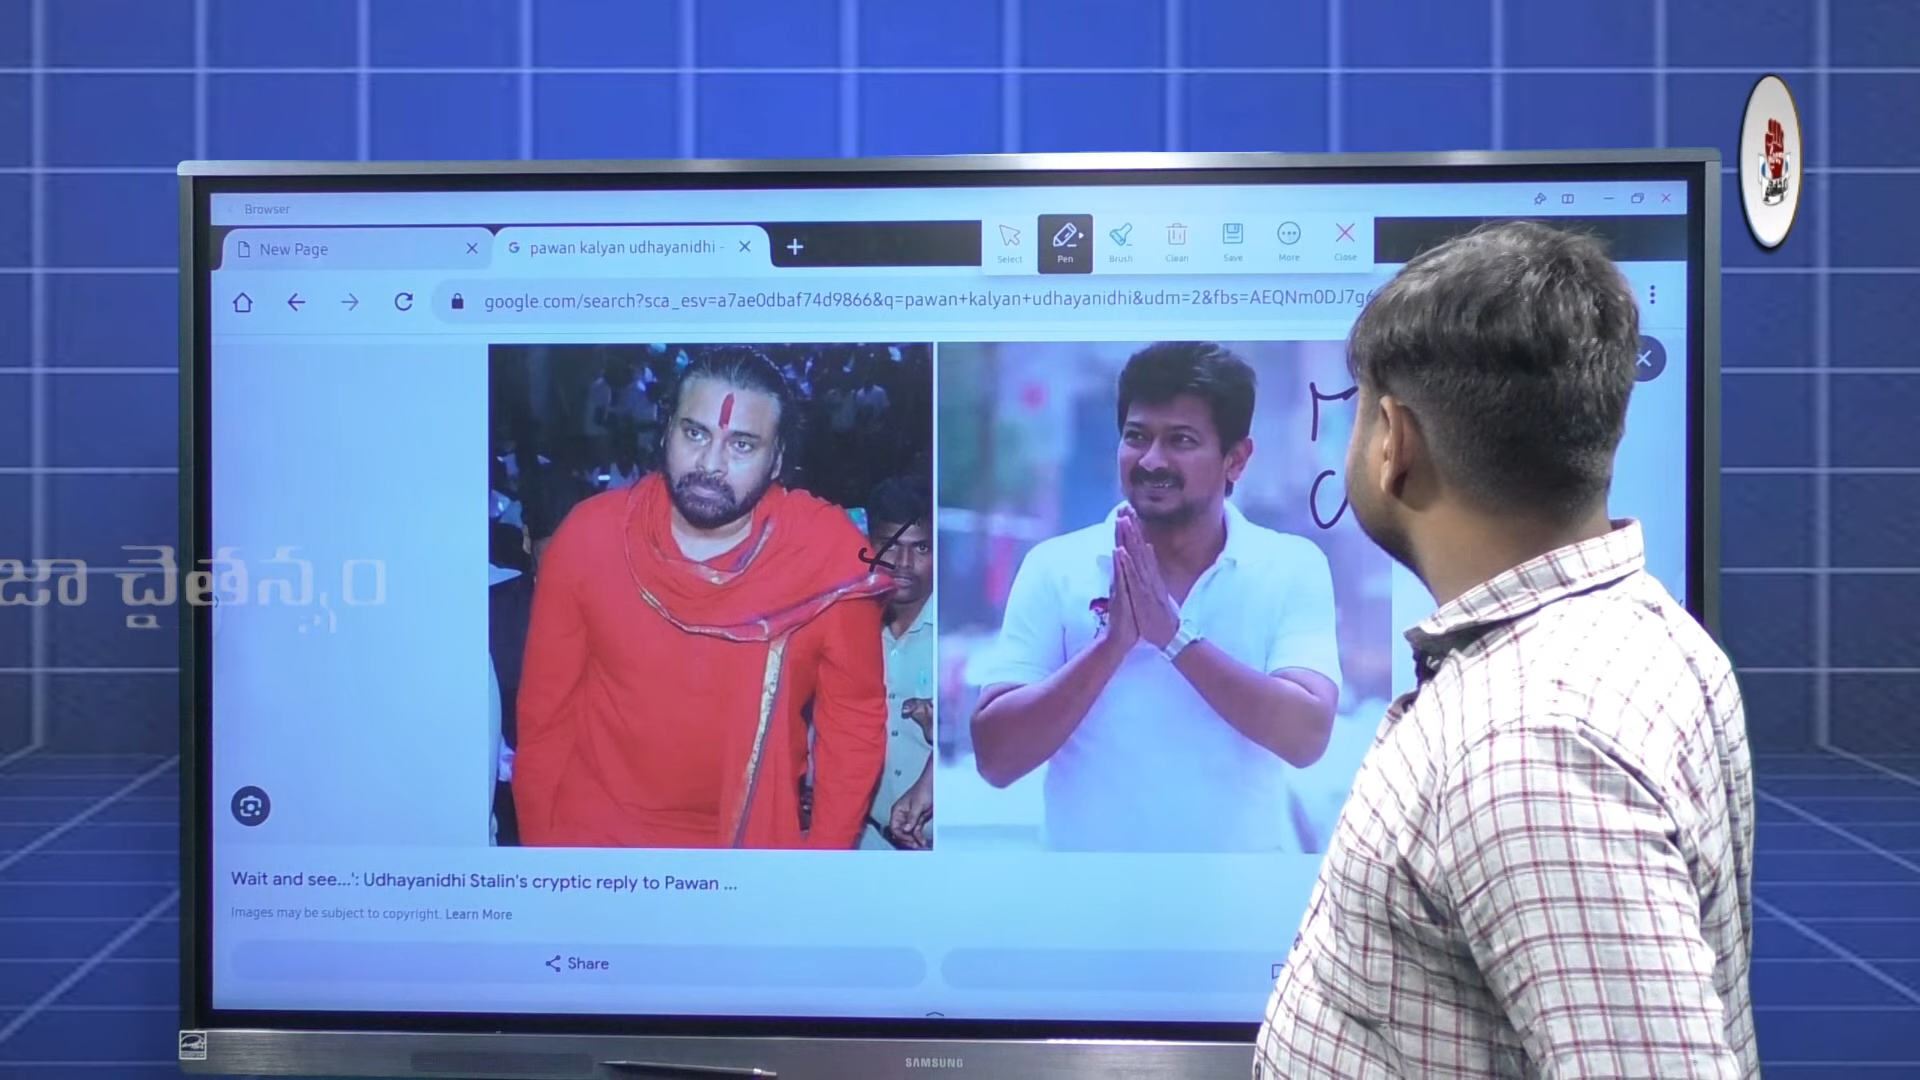 Browser
New Page
pawan kalyan udhayanidhi -
Select
Pen
Brush
Clean
Save
More
Close
google.com/search?sca_esv=a7ae0dbaf74d9866&q=pawan+kalyan+udhayanidhi&udm=2&fbs=AEQNm0DJ7g
జా చైతన్యం
Wait and see...': Udhayanidhi Stalin's cryptic reply to Pawan ...
Images may be subject to copyright. Learn More
Share
SAMSUNG